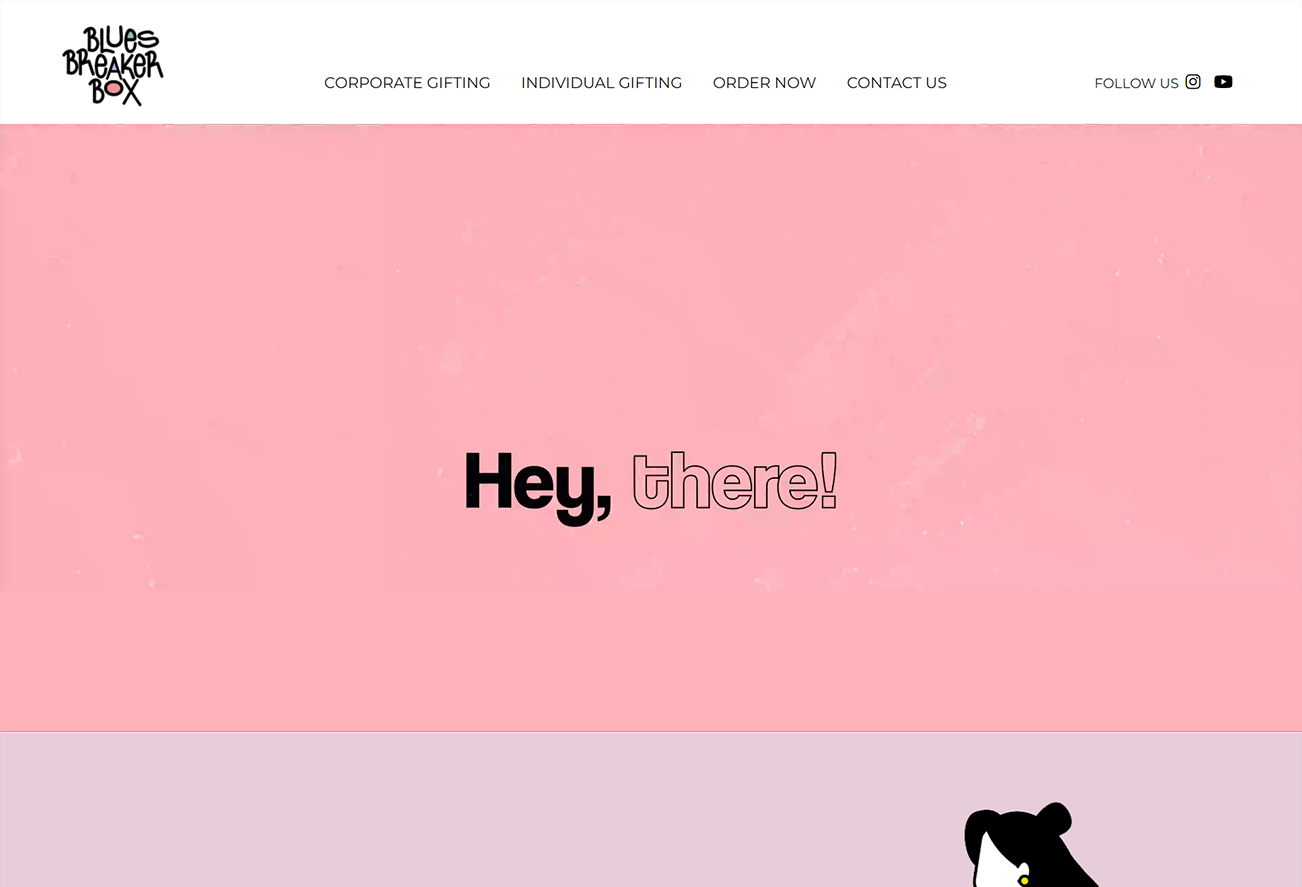 BLUES
BREAKER
BOX
CORPORATE GIFTING
INDIVIDUAL GIFTING
ORDER NOW
CONTACT US
FOLLOW US
Hey, there!